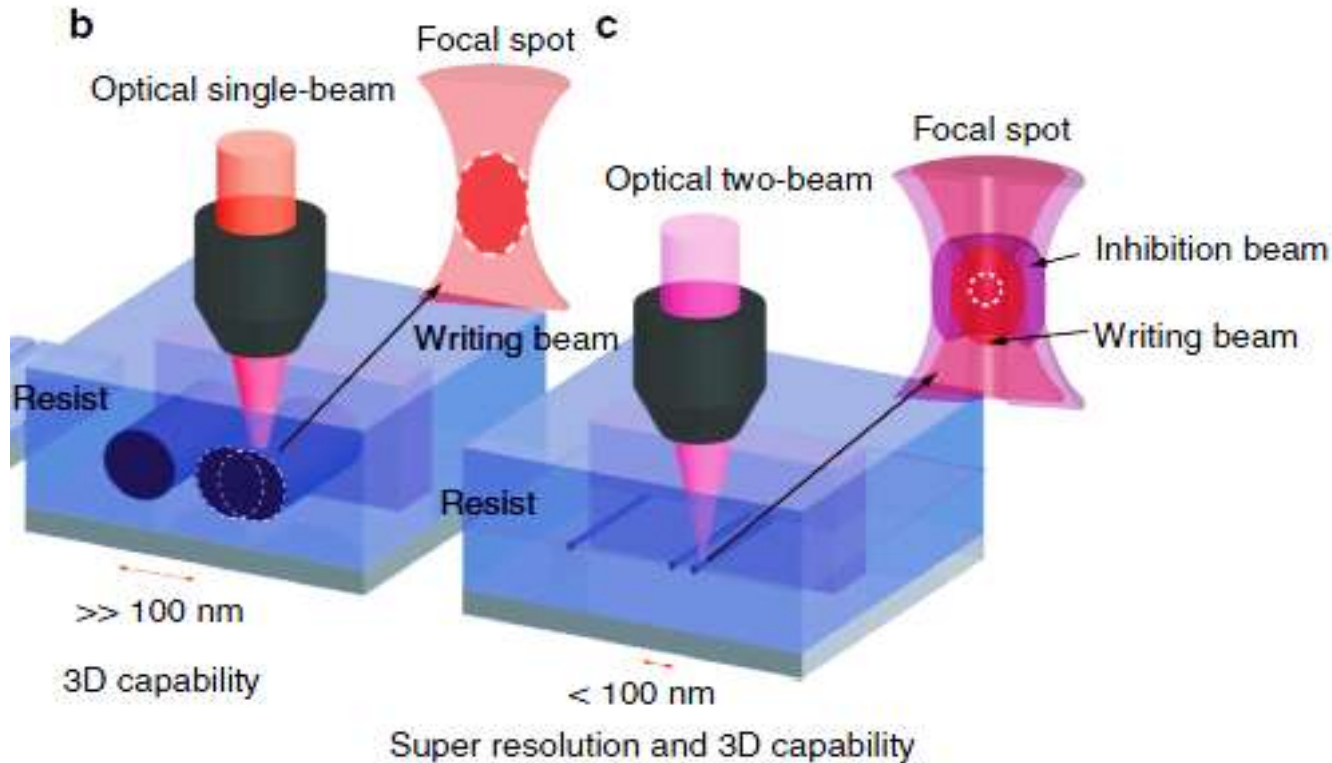 b
Focal spot
Optical single-beam
Writing beam
Resist
>> 100 nm
3D capability
c
Focal spot
Optical two-beam
Inhibition beam
Writing beam
Resist
< 100 nm
Super resolution and 3D capability